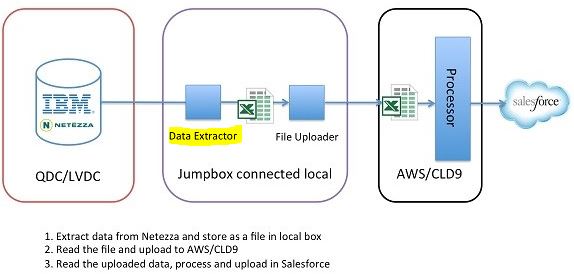 IBM
N NETEZZA
Data Extractor
File Uploader
Processor
salesforce
QDC/LVDC
Jumpbox connected local
AWS/CLD9
1. Extract data from Netezza and store as a file in local box
2. Read the file and upload to AWS/CLD9
3. Read the uploaded data, process and upload in Salesforce